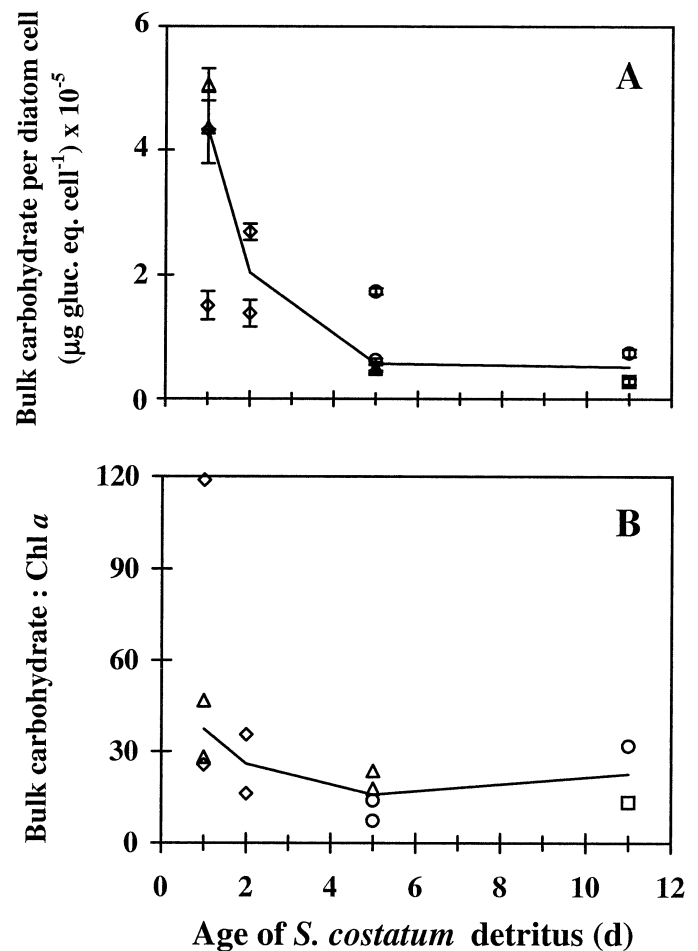 Bulk carbohydrate per diatom cell
(µg gluc. eq. cell⁻¹) x 10⁻⁵
6
4
2
0
A
Bulk carbohydrate : Chl a
120
90
60
30
0
B
0 2 4 6 8 10 12
Age of S. costatum detritus (d)